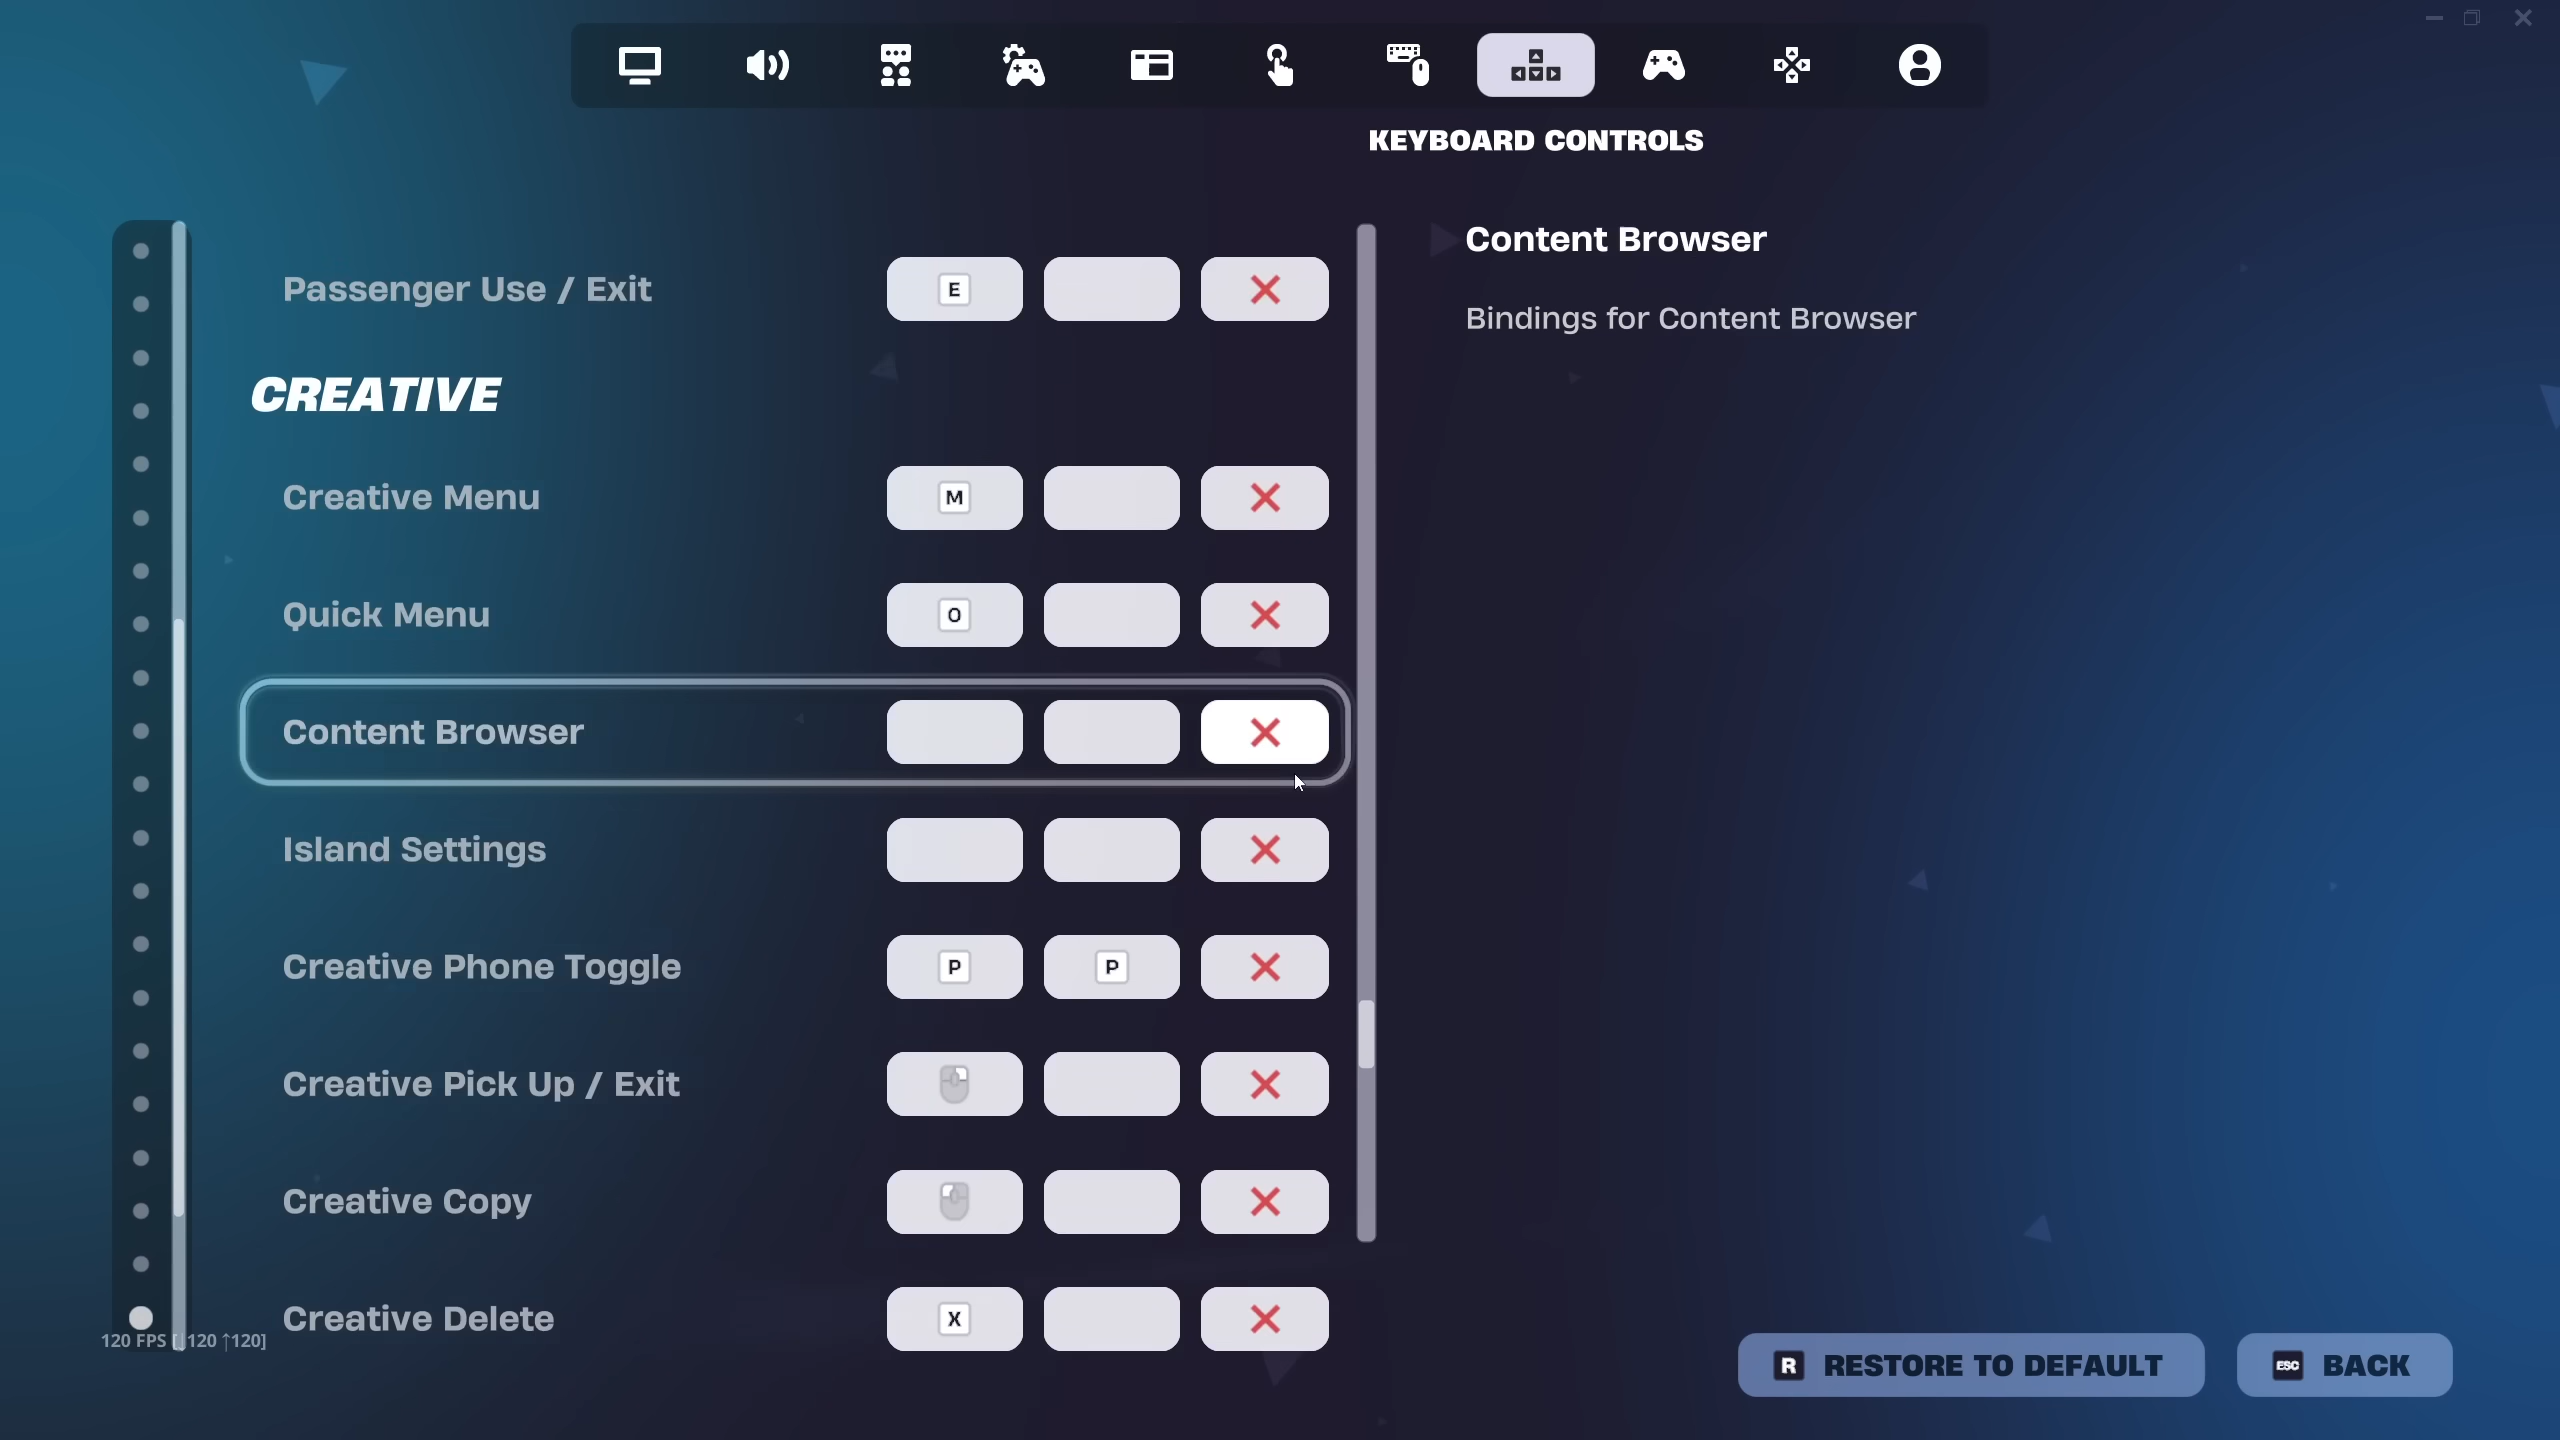 KEYBOARD CONTROLS
Content Browser
Bindings for Content Browser
Passenger Use / Exit E
CREATIVE
Creative Menu M
Quick Menu O
Content Browser
Island Settings
Creative Phone Toggle P P
Creative Pick Up / Exit
Creative Copy
Creative Delete X
120 FPS [↓120 ↑120]
R RESTORE TO DEFAULT
ESC BACK